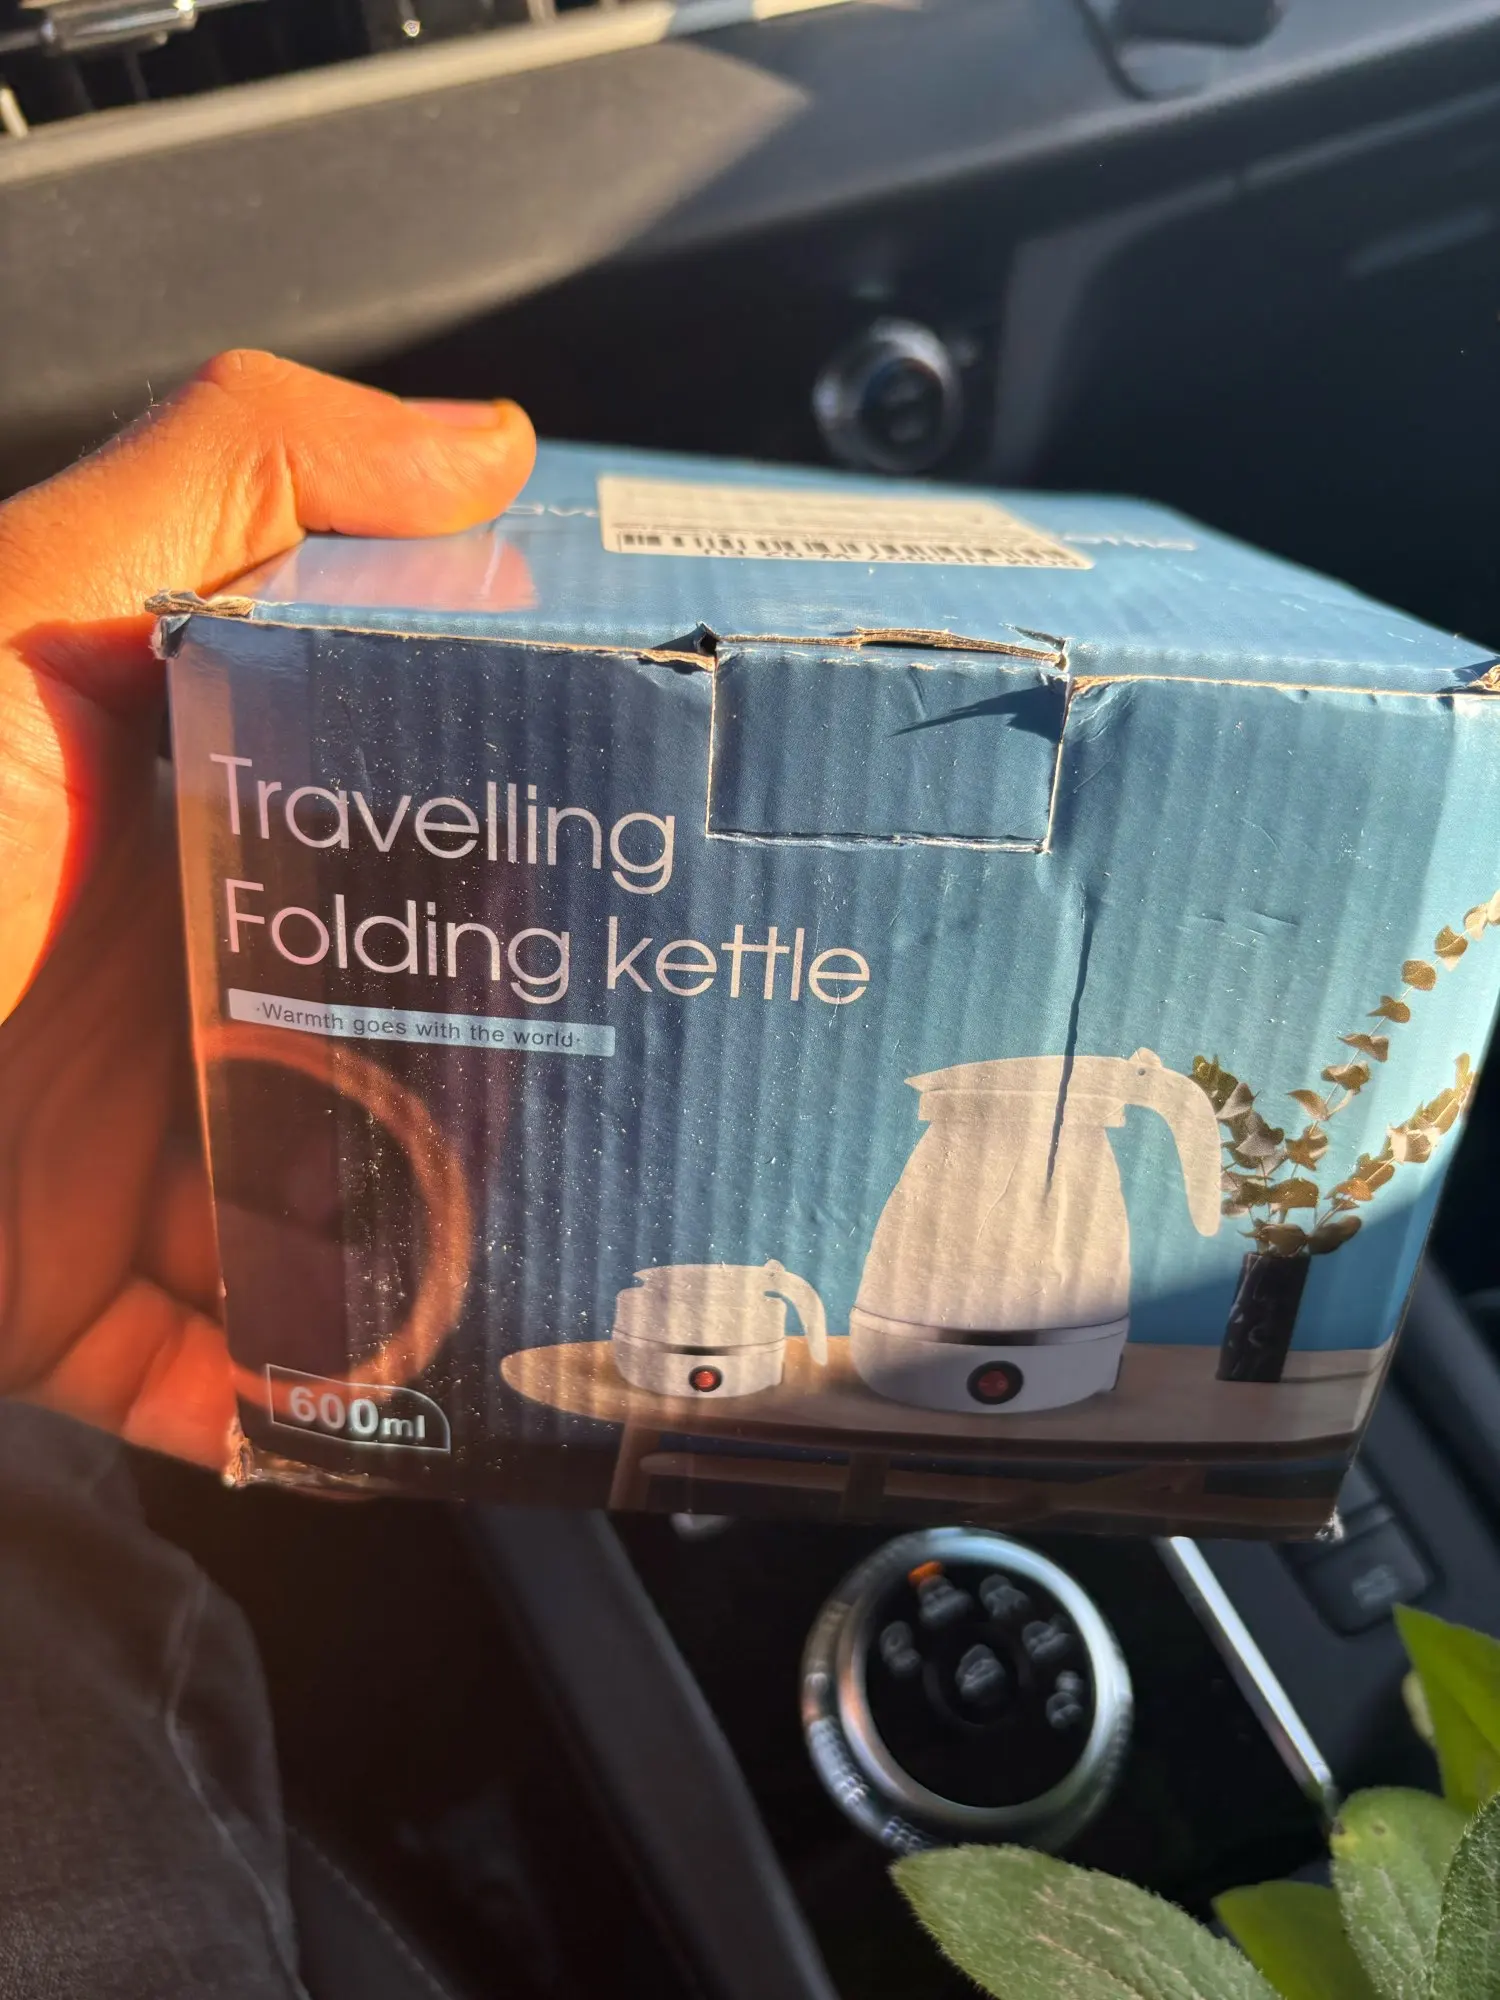 Travelling
Folding kettle
·Warmth goes with the world·
600ml